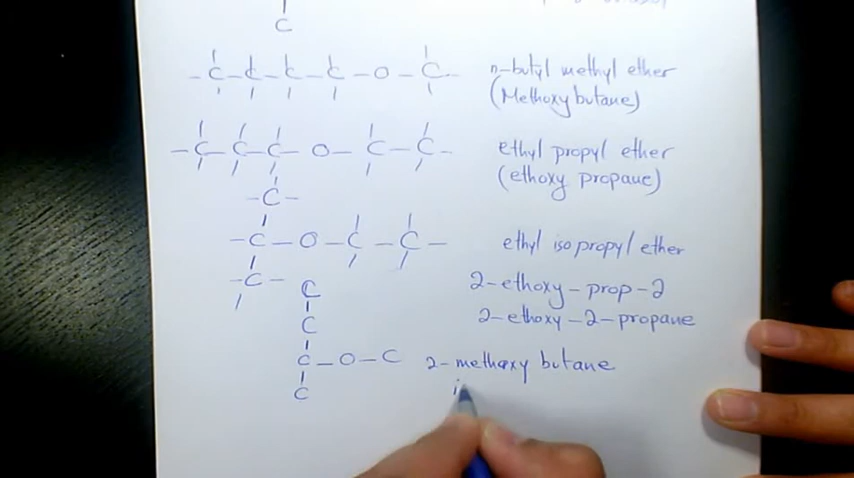 C
-C-C-C-C-O-C-
n-butyl methyl ether
(Methoxy butane)
-C-C-C-O-C-C-
ethyl propyl ether
(ethoxy propane)
-C-
-C-O-C-C-
ethyl isopropyl ether
-C-
C
2-ethoxy-prop-2
C
2-ethoxy-2-propane
C-O-C
2-methoxy butane
C
i